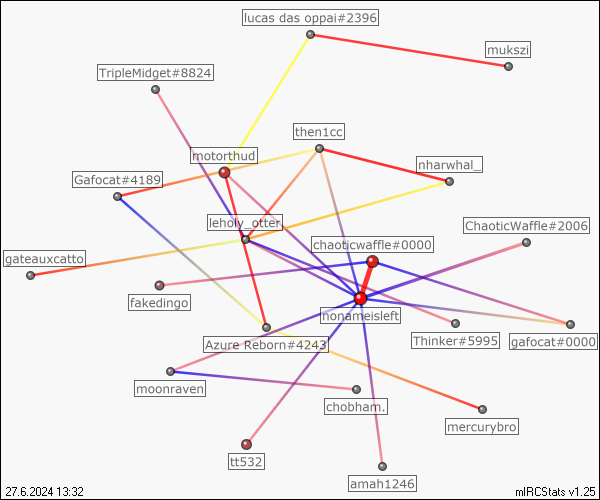 lucas das oppai#2396
mukszi
TripleMidget#8824
then1cc
motorthud
nharwhal_
Gafocat#4189
leholy_otter
ChaoticWaffle#2006
chaoticwaffle#0000
gateauxcatto
fakedingo
nonameisleft
Azure Reborn#4243
Thinker#5995
gafocat#0000
moonraven
chobham.
mercurybro
tt532
amah1246
27.6.2024 13:32
mIRCStats v1.25